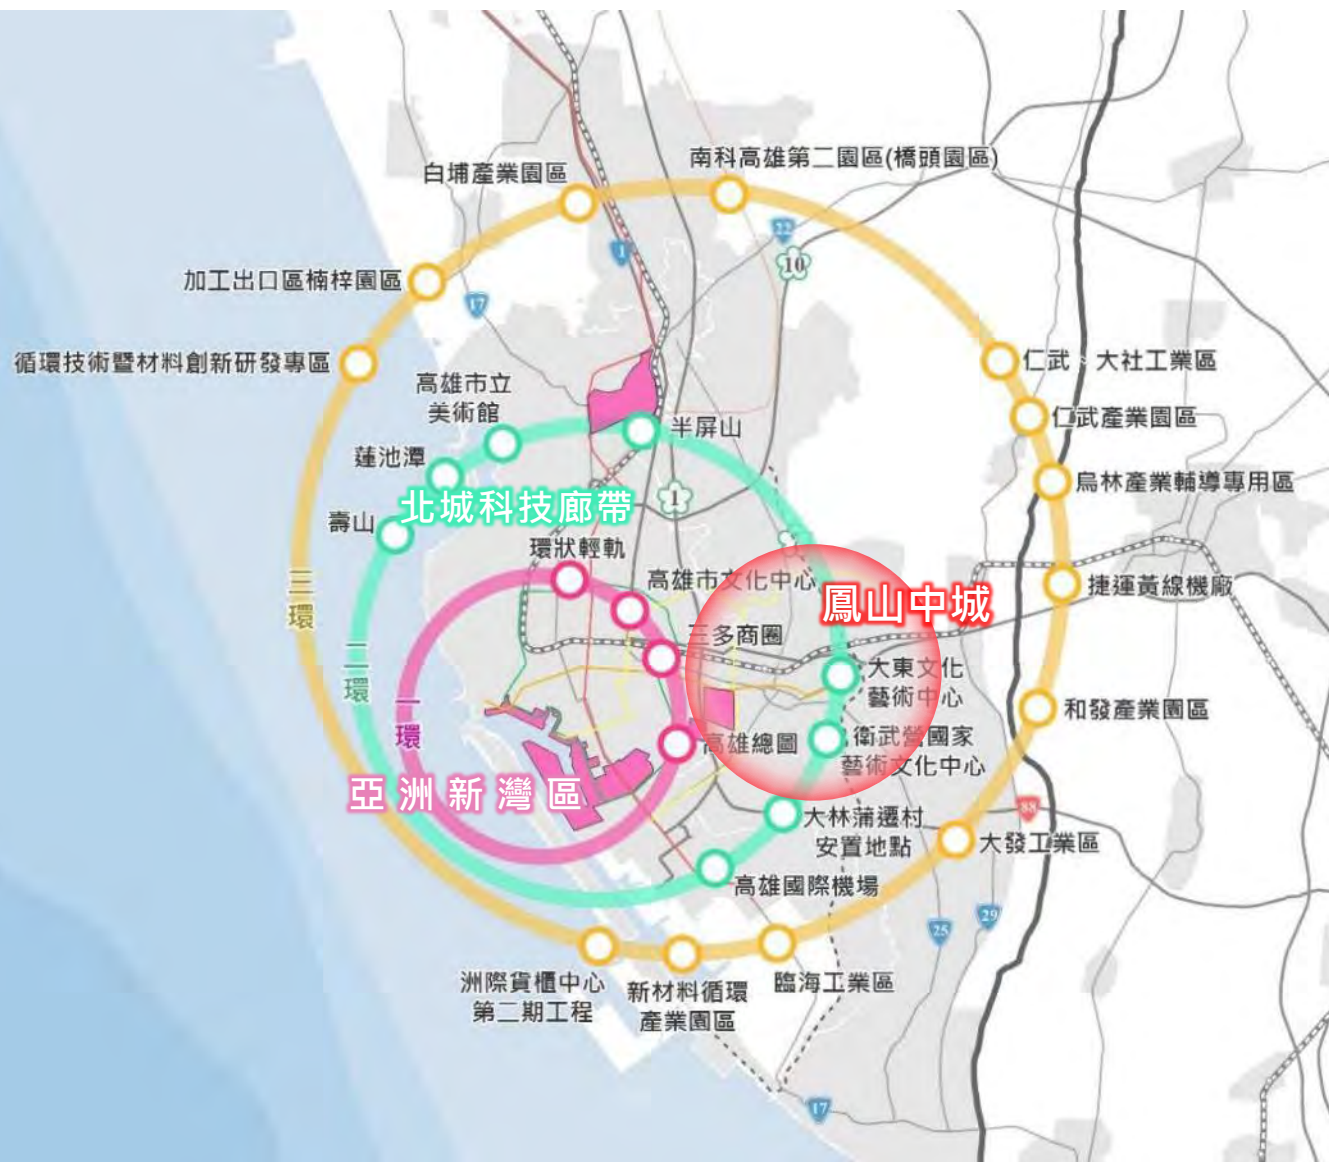 南科高雄第二園區(橋頭園區)
白埔產業園區
22
1
10
加工出口區楠梓園區
17
循環技術暨材料創新研發專區
仁武、大社工業區
高雄市立
美術館
仁武產業園區
半屏山
蓮池潭
烏林產業輔導專用區
北城科技廊帶
1
壽山
環狀輕軌
高雄市文化中心
鳳山中城
捷運黃線機廠
三環
三多商圈
二環
大東文化
藝術中心
一環
和發產業園區
高雄總圖
衛武營國家
藝術文化中心
亞洲新灣區
88
大林蒲遷村
安置地點
大發工業區
高雄國際機場
29
25
洲際貨櫃中心
第二期工程
新材料循環
產業園區
臨海工業區
17